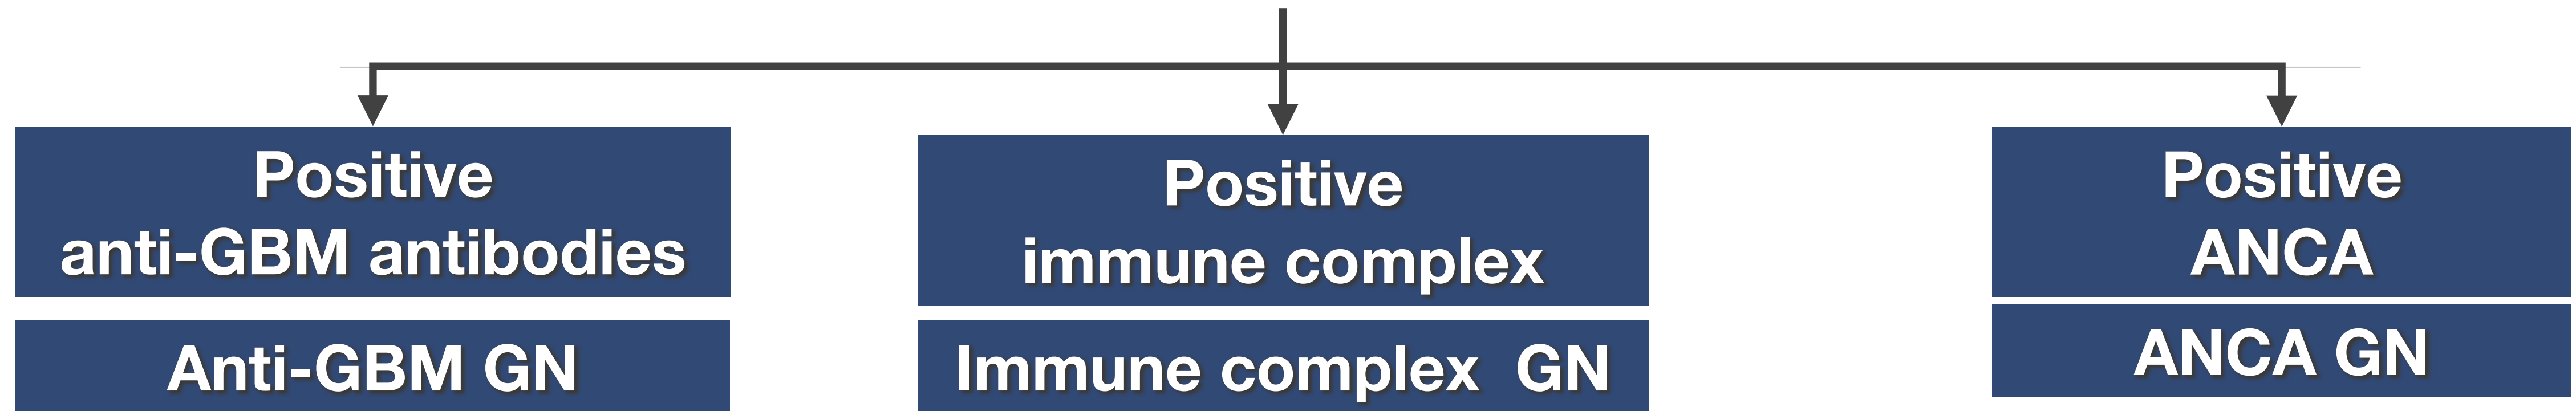 Positive
anti-GBM antibodies
Anti-GBM GN
Positive
immune complex
Immune complex  GN
Positive
ANCA
ANCA GN